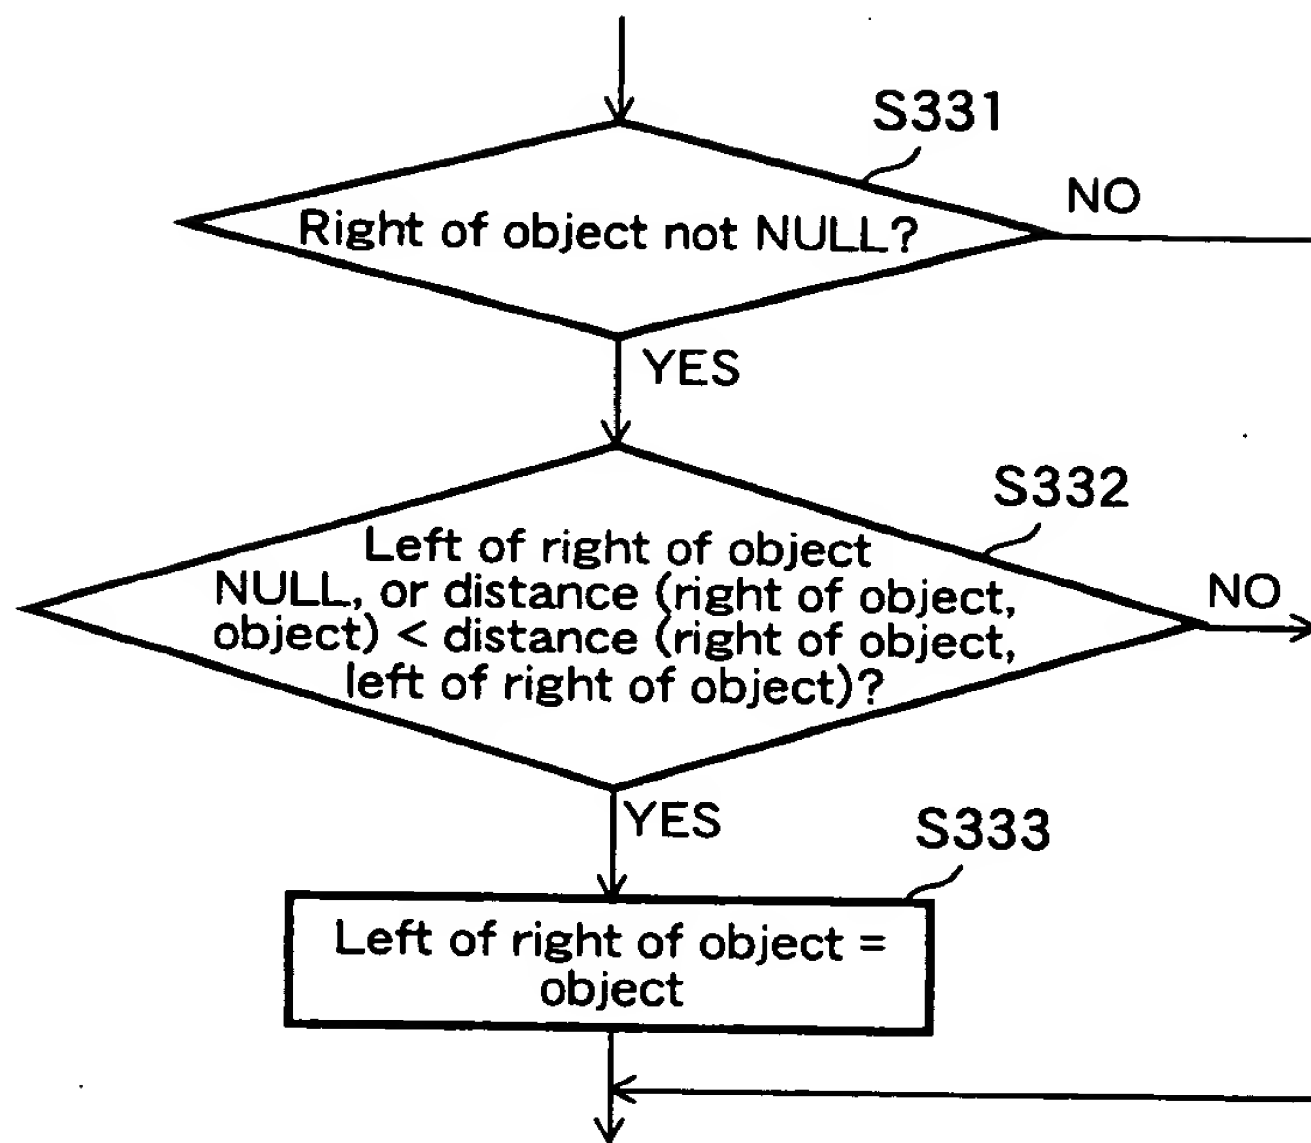 S331
NO
Right of object not NULL?
YES
S332
Left of right of object
NULL, or distance (right of object,
object) < distance (right of object,
left of right of object)?
NO
YES
S333
Left of right of object =
object